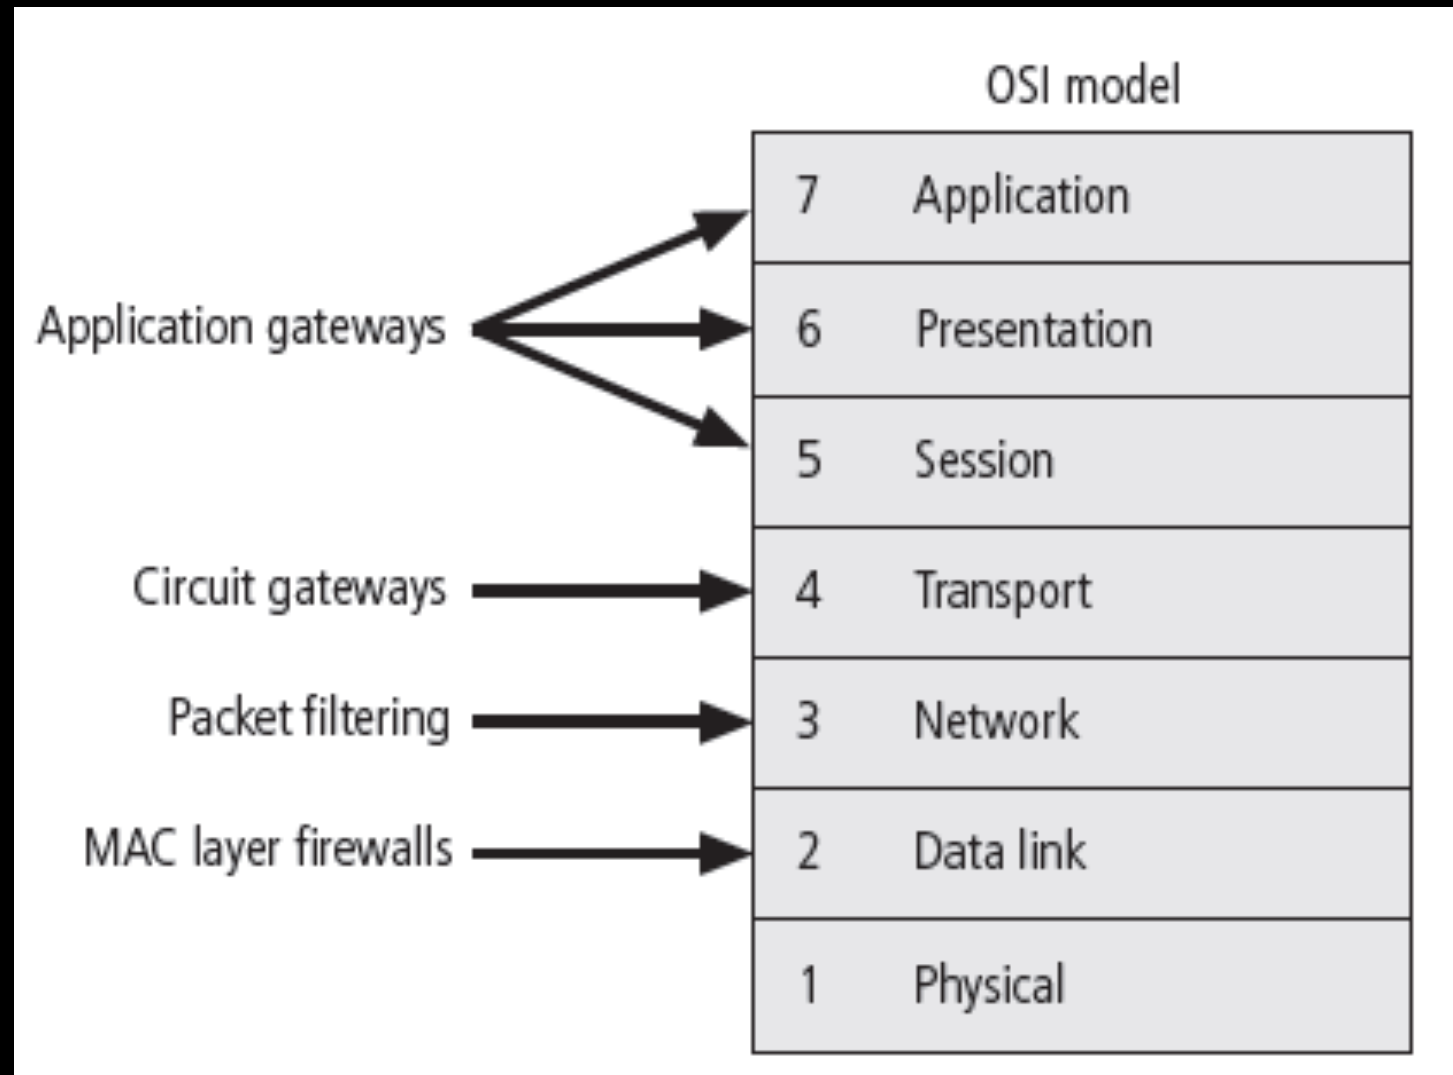 OSI model
7 Application
Application gateways
6 Presentation
5 Session
Circuit gateways
4 Transport
Packet filtering
3 Network
MAC layer firewalls
2 Data link
1 Physical